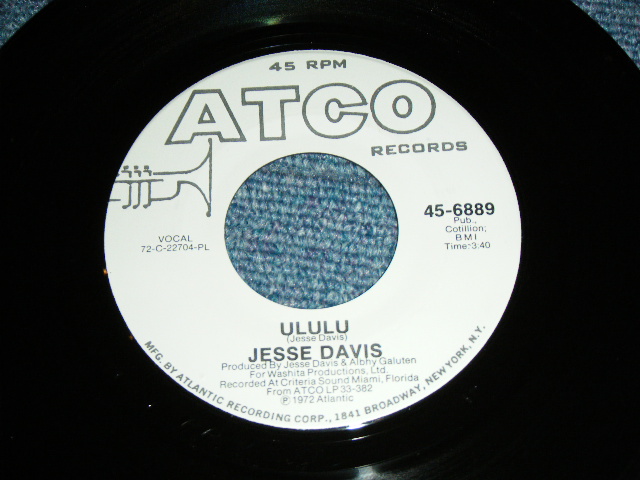 45 RPM
ATCO
RECORDS
45-6889
Pub.,
Cotillion;
BMI
Time:3:40
VOCAL
72-C-22704-PL
ULULU
(Jesse Davis)
JESSE DAVIS
Produced By Jesse Davis & Albhy Galuten
For Washita Productions, Ltd.
Recorded At Criteria Sound Miami, Florida
From ATCO LP 33-382
Ⓟ 1972 Atlantic
MFG. BY ATLANTIC RECORDING CORP., 1841 BROADWAY, NEW YORK, N.Y.